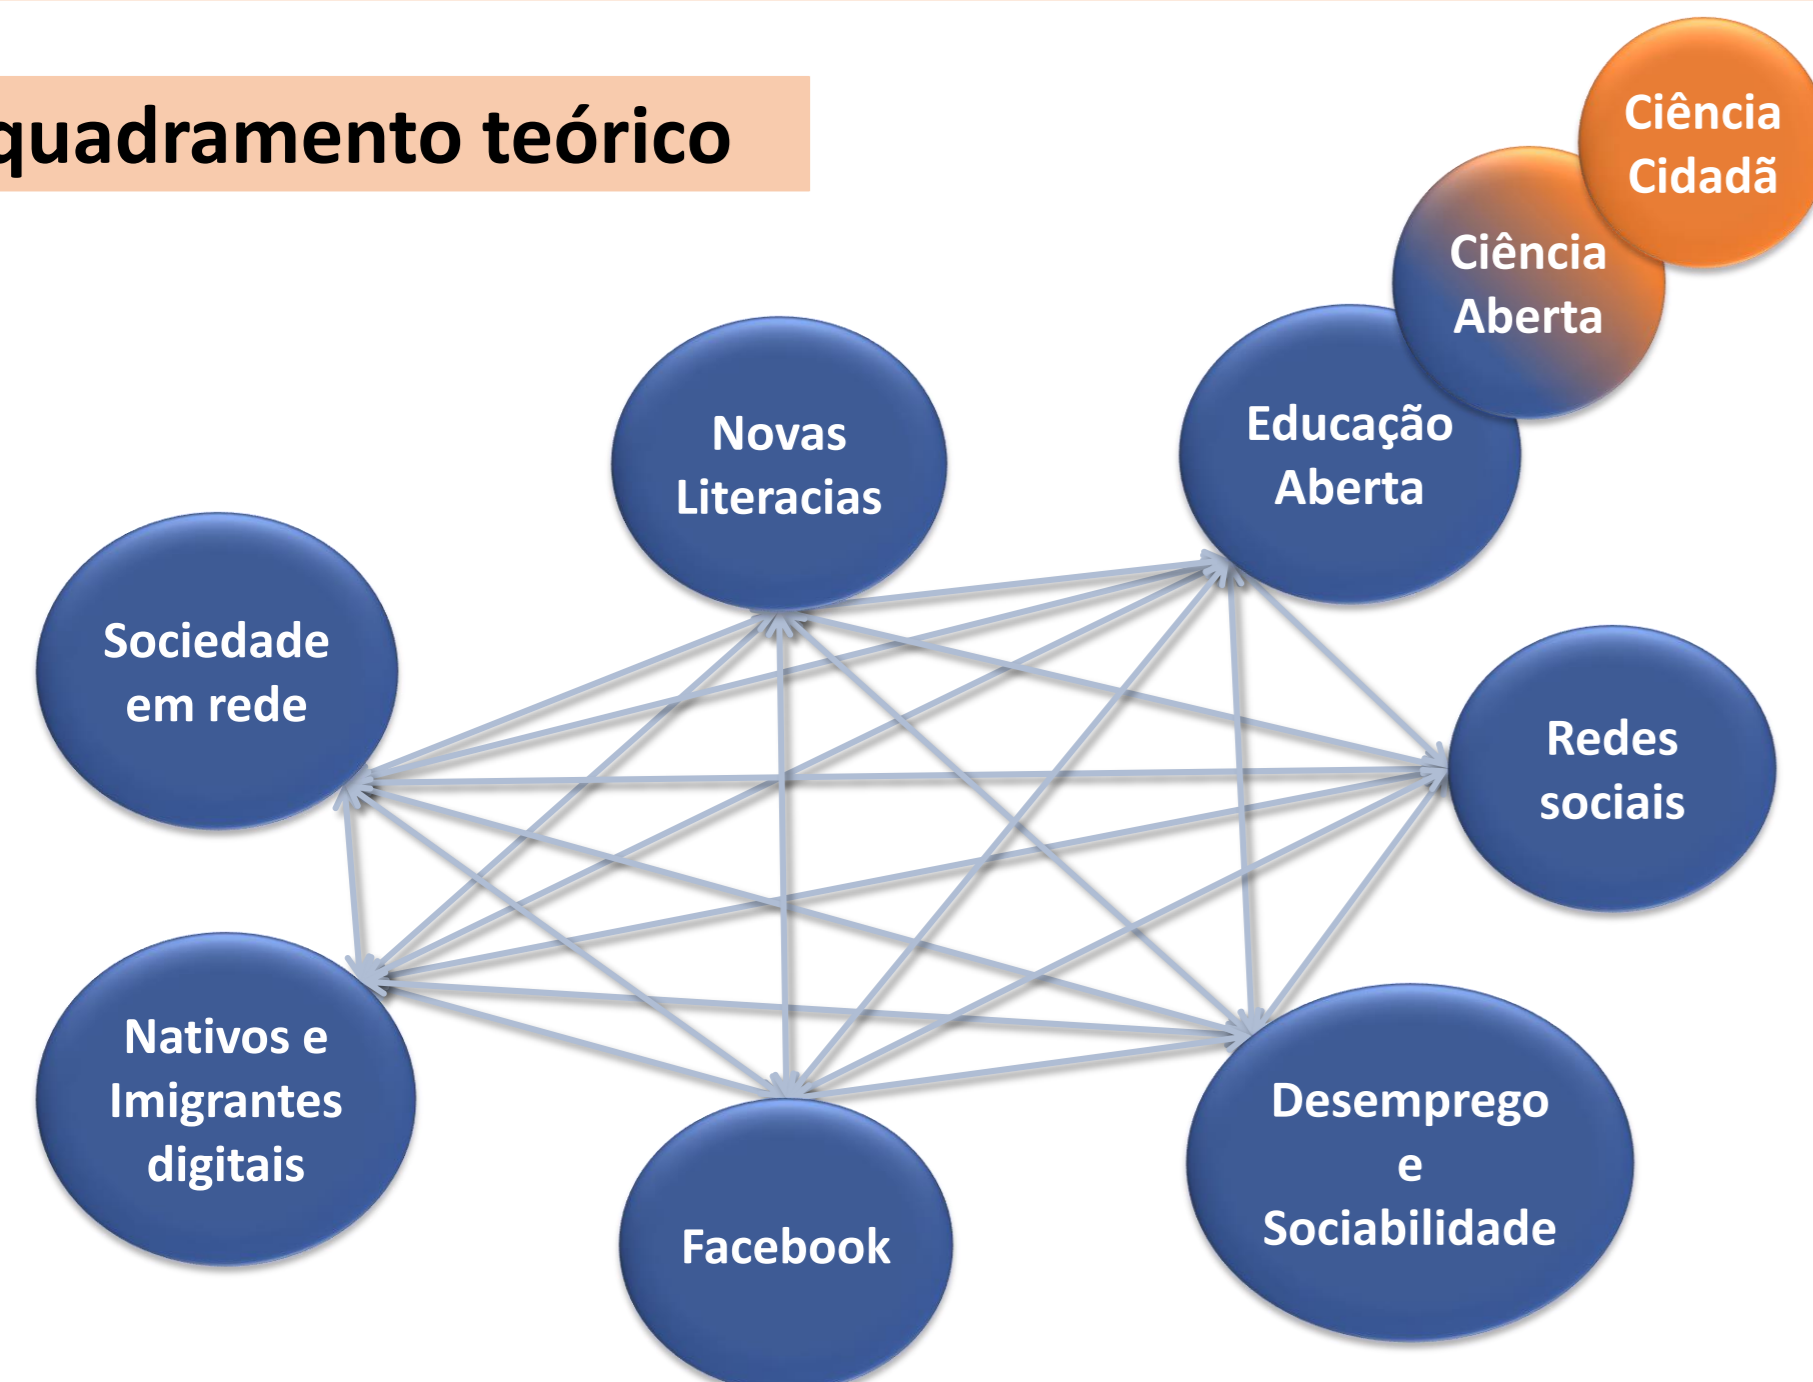 quadramento teórico
Ciência
Cidadã
Ciência
Aberta
Educação
Aberta
Novas
Literacias
Sociedade
em rede
Redes
sociais
Nativos e
Imigrantes
digitais
Facebook
Desemprego
e
Sociabilidade